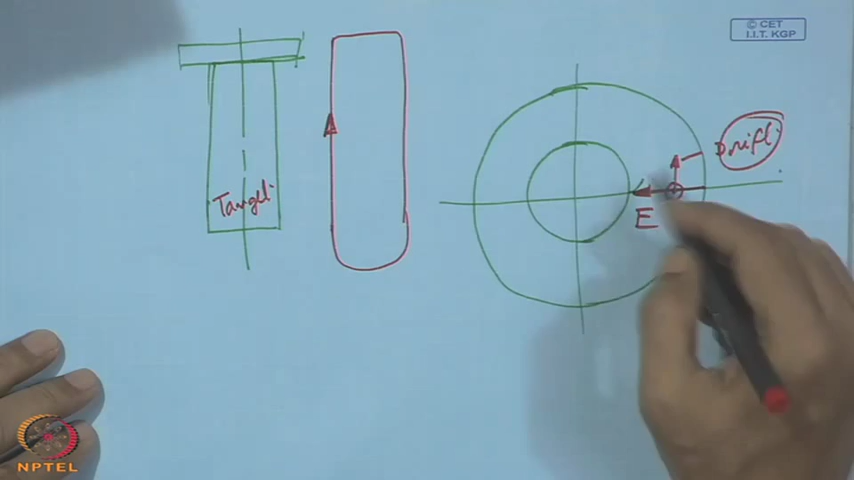 © CET
I.I.T. KGP
Drift
Target
E
NPTEL